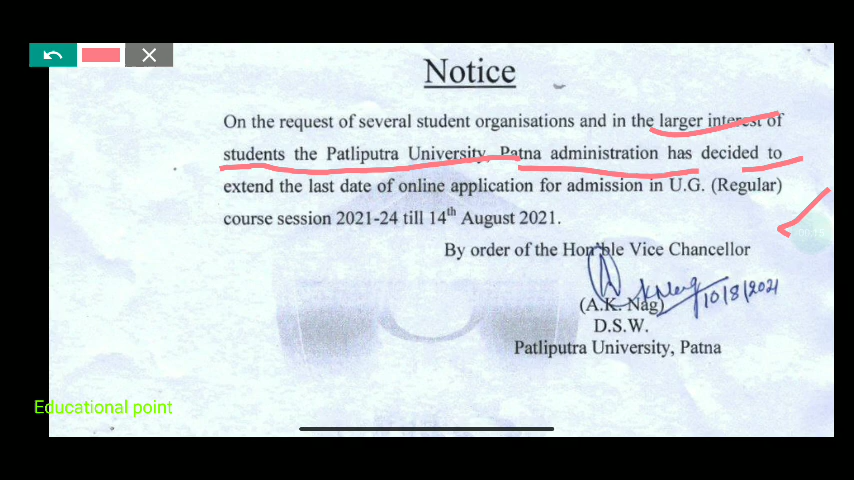 Notice
On the request of several student organisations and in the larger interest of
students the Patliputra University, Patna administration has decided to
extend the last date of online application for admission in U.G. (Regular)
course session 2021-24 till 14th August 2021.
By order of the Hon'ble Vice Chancellor
10/8/2021
(A.K. Nag)
D.S.W.
Patliputra University, Patna
Educational point